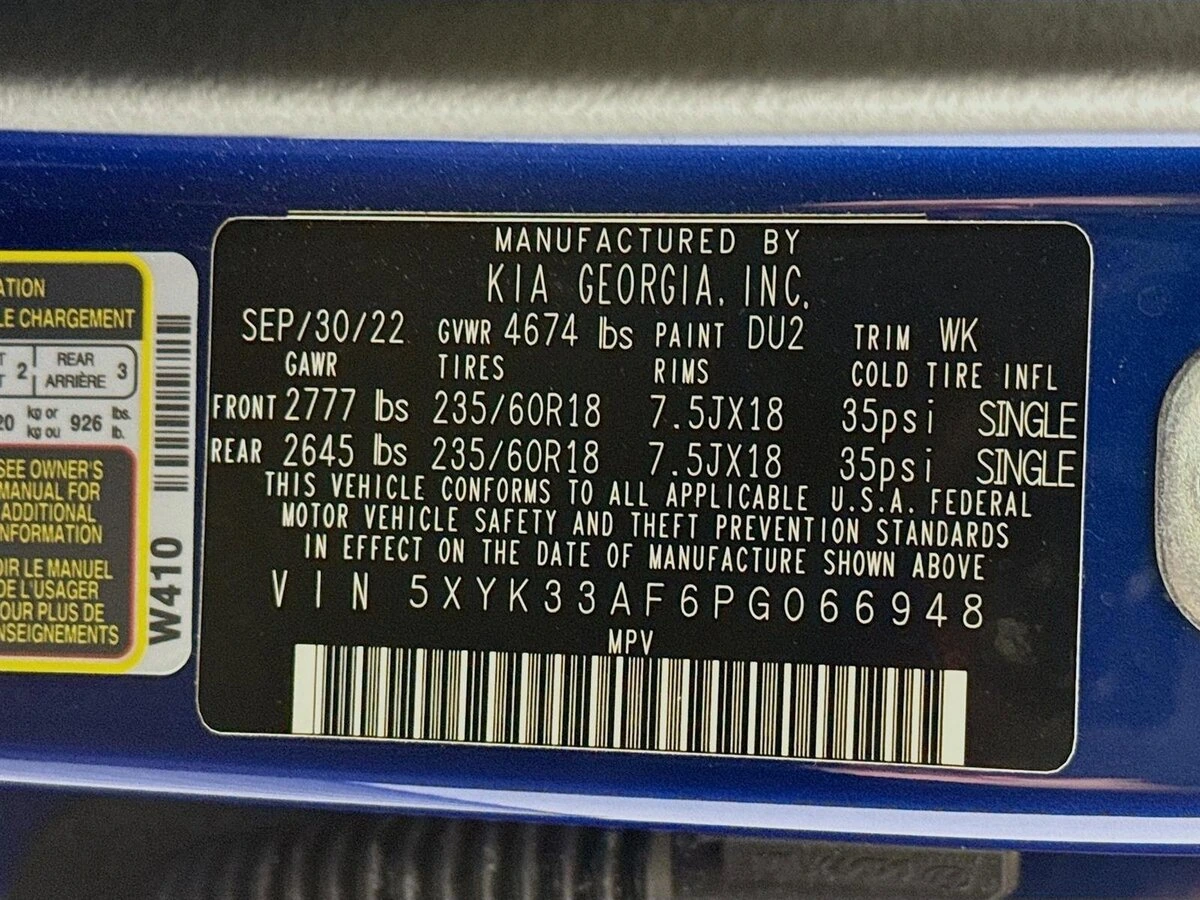 MANUFACTURED BY
KIA GEORGIA, INC.
SEP/30/22 GVWR 4674 lbs PAINT DU2 TRIM WK
GAWR TIRES RIMS COLD TIRE INFL
FRONT 2777 lbs 235/60R18 7.5JX18 35psi SINGLE
REAR 2645 lbs 235/60R18 7.5JX18 35psi SINGLE
THIS VEHICLE CONFORMS TO ALL APPLICABLE U.S.A. FEDERAL
MOTOR VEHICLE SAFETY AND THEFT PREVENTION STANDARDS
IN EFFECT ON THE DATE OF MANUFACTURE SHOWN ABOVE
VIN 5XYK33AF6PG066948
MPV
ATION
LE CHARGEMENT
T 2 REAR 3
T ARRIÈRE
20 kg or 926 lbs.
kg ou lb.
SEE OWNER'S
MANUAL FOR
ADDITIONAL
INFORMATION
OIR LE MANUEL
DE L'USAGER
POUR PLUS DE
NSEIGNEMENTS
W410